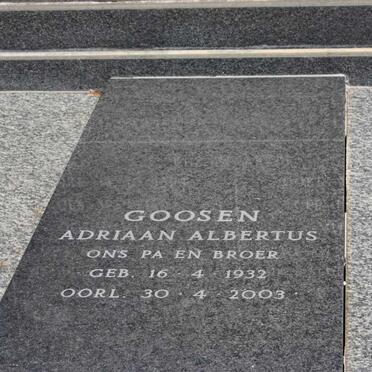 GOOSEN
ADRIAAN ALBERTUS
ONS PA EN BROER
GEB. 16 · 4 · 1932
OORL. 30 · 4 · 2003